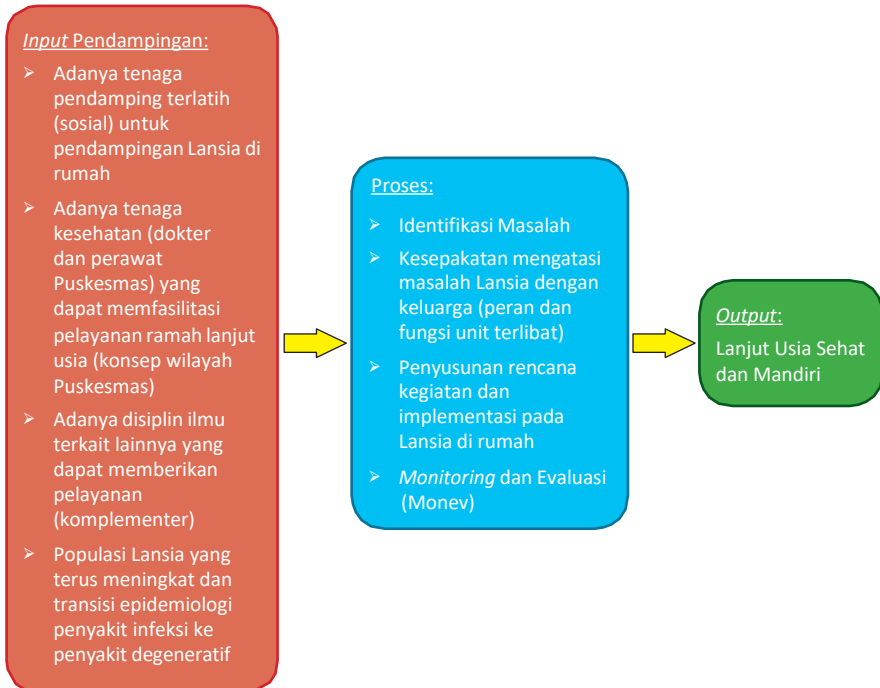 Input Pendampingan:
➢ Adanya tenaga
pendamping terlatih
(sosial) untuk
pendampingan Lansia di
rumah
➢ Adanya tenaga
kesehatan (dokter
dan perawat
Puskesmas) yang
dapat memfasilitasi
pelayanan ramah lanjut
usia (konsep wilayah
Puskesmas)
➢ Adanya disiplin ilmu
terkait lainnya yang
dapat memberikan
pelayanan
(komplementer)
➢ Populasi Lansia yang
terus meningkat dan
transisi epidemiologi
penyakit infeksi ke
penyakit degeneratif
Proses:
➢ Identifikasi Masalah
➢ Kesepakatan mengatasi
masalah Lansia dengan
keluarga (peran dan
fungsi unit terlibat)
➢ Penyusunan rencana
kegiatan dan
implementasi pada
Lansia di rumah
➢ Monitoring dan Evaluasi
(Monev)
Output:
Lanjut Usia Sehat
dan Mandiri